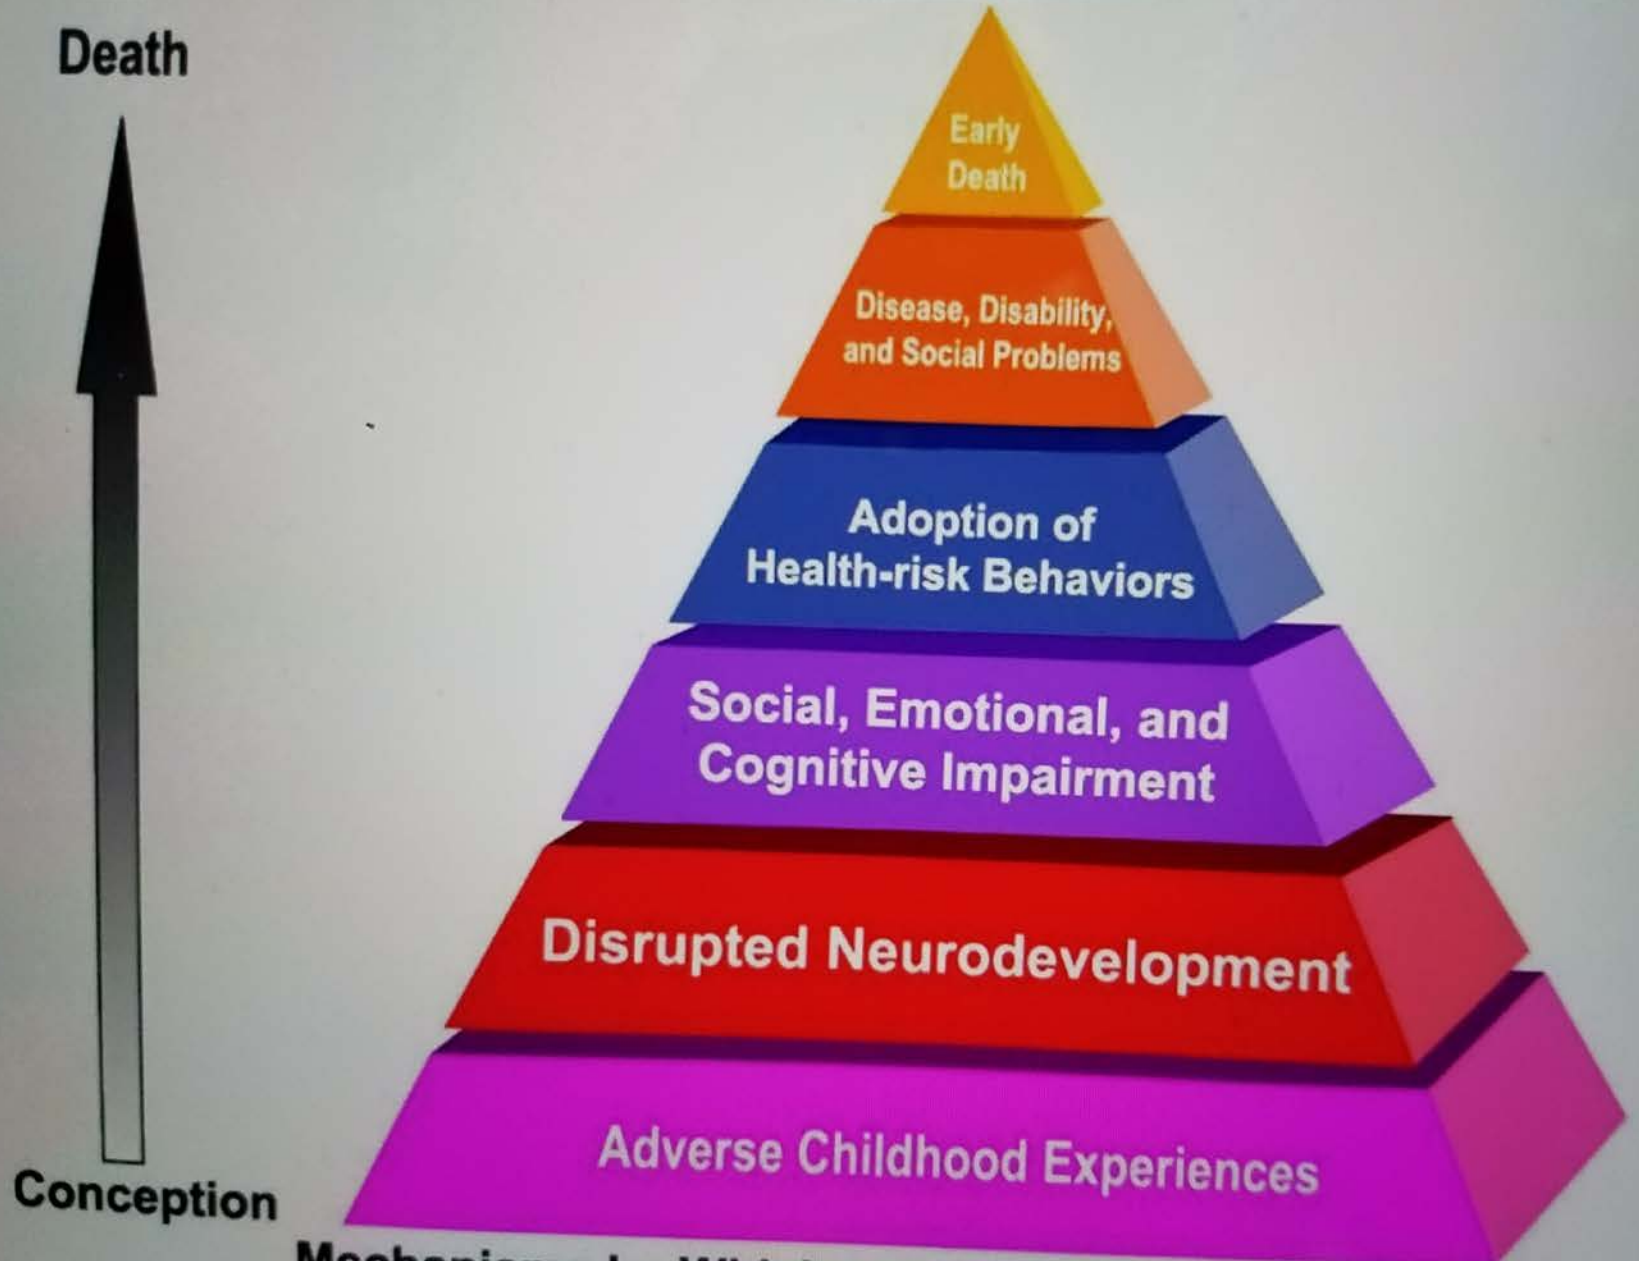 Death
Early
Death
Disease, Disability,
and Social Problems
Adoption of
Health-risk Behaviors
Social, Emotional, and
Cognitive Impairment
Disrupted Neurodevelopment
Adverse Childhood Experiences
Conception